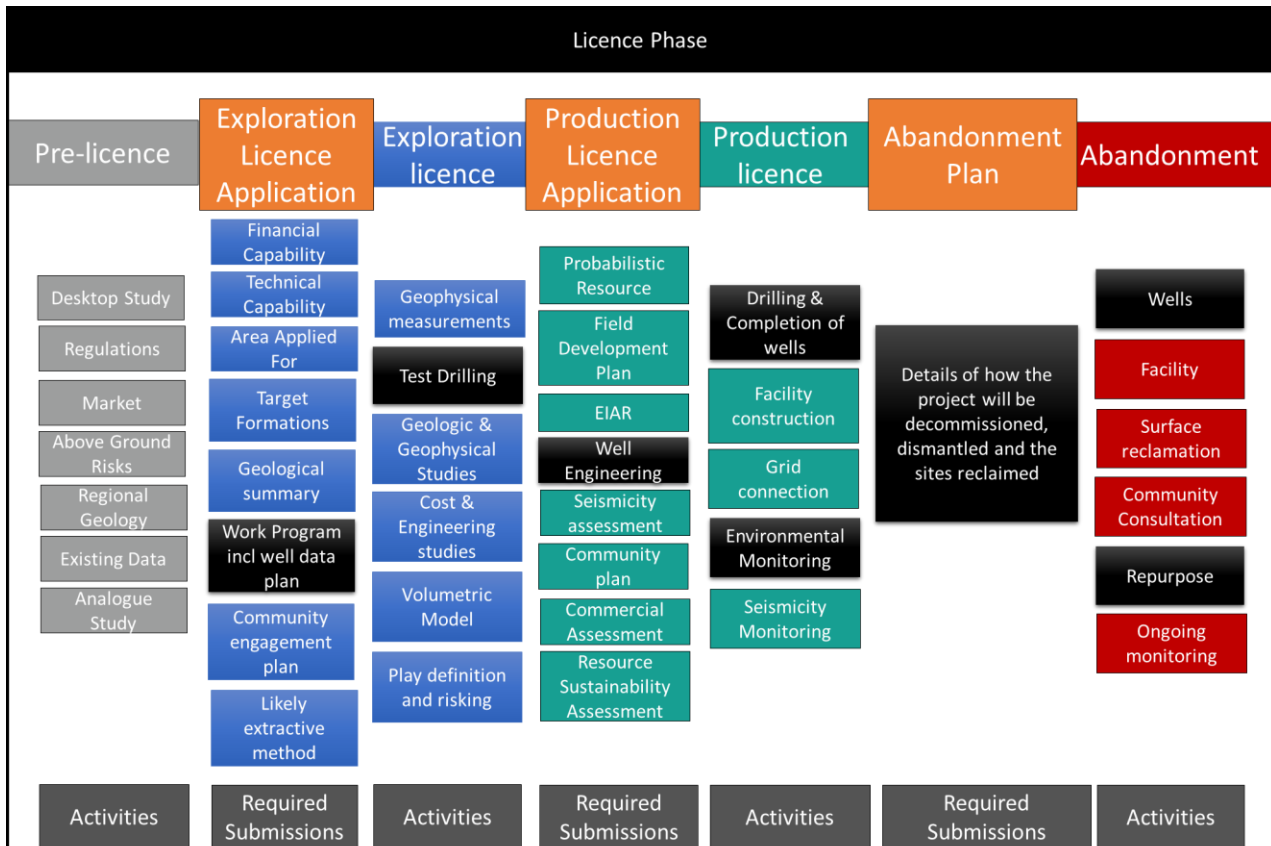 Licence Phase
Pre-licence
Desktop Study
Regulations
Market
Above Ground
Risks
Regional
Geology
Existing Data
Analogue
Study
Activities
Exploration
Licence
Application
Financial
Capability
Technical
Capability
Area Applied
For
Target
Formations
Geological
summary
Work Program
incl well data
plan
Community
engagement
plan
Likely
extractive
method
Required
Submissions
Exploration
licence
Geophysical
measurements
Test Drilling
Geologic &
Geophysical
Studies
Cost &
Engineering
studies
Volumetric
Model
Play definition
and risking
Activities
Production
Licence
Application
Probabilistic
Resource
Field
Development
Plan
EIAR
Well
Engineering
Seismicity
assessment
Community
plan
Commercial
Assessment
Resource
Sustainability
Assessment
Required
Submissions
Production
licence
Drilling &
Completion of
wells
Facility
construction
Grid
connection
Environmental
Monitoring
Seismicity
Monitoring
Activities
Abandonment
Plan
Details of how the
project will be
decommissioned,
dismantled and the
sites reclaimed
Required
Submissions
Abandonment
Wells
Facility
Surface
reclamation
Community
Consultation
Repurpose
Ongoing
monitoring
Activities